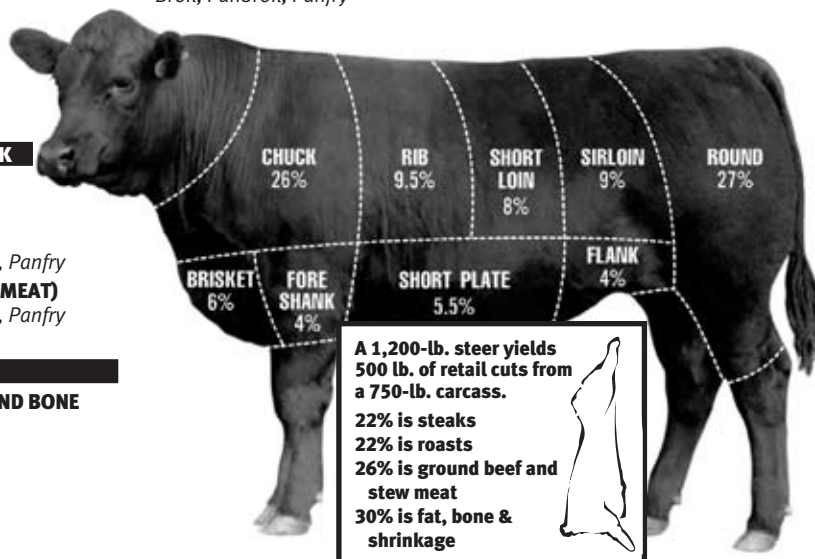 CHUCK
26%
RIB
9.5%
SHORT
LOIN
8%
SIRLOIN
9%
ROUND
27%
K
, Panfry
MEAT)
, Panfry
ND BONE
BRISKET
6%
FORE
SHANK
4%
SHORT PLATE
5.5%
FLANK
4%
A 1,200-lb. steer yields
500 lb. of retail cuts from
a 750-lb. carcass.
22% is steaks
22% is roasts
26% is ground beef and
stew meat
30% is fat, bone &
shrinkage